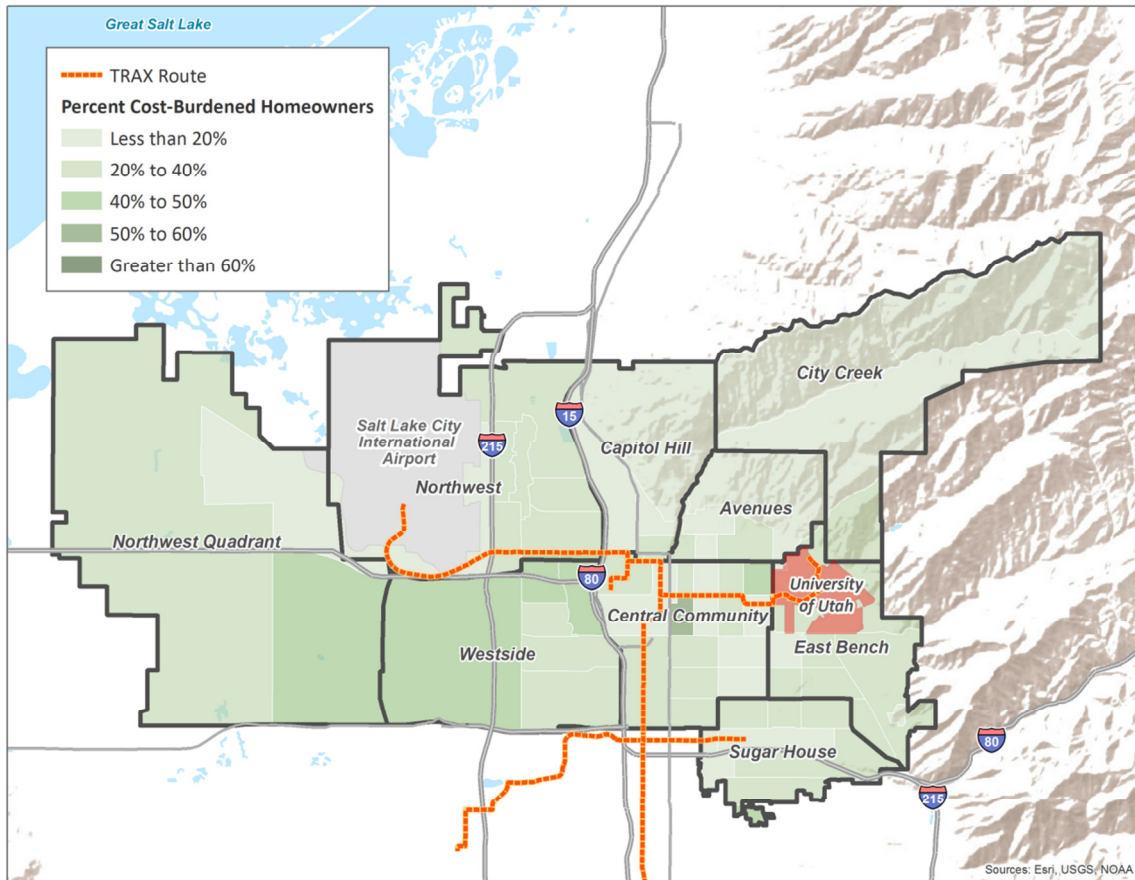 Great Salt Lake
TRAX Route
Percent Cost-Burdened Homeowners
Less than 20%
20% to 40%
40% to 50%
50% to 60%
Greater than 60%
City Creek
15
Salt Lake City
International
Airport
215
Capitol Hill
Northwest
Avenues
Northwest Quadrant
80
University
of Utah
Central Community
East Bench
Westside
80
Sugar House
215
Sources: Esri, USGS, NOAA